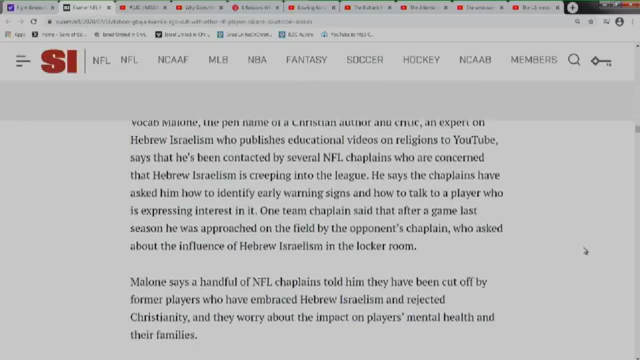 SI
NFL NFL NCAAF MLB NBA FANTASY SOCCER HOCKEY NCAAB MEMBERS
Vocab Malone, the pen name of a Christian author and critic, an expert on
Hebrew Israelism who publishes educational videos on religions to YouTube,
says that he's been contacted by several NFL chaplains who are concerned
that Hebrew Israelism is creeping into the league. He says the chaplains have
asked him how to identify early warning signs and how to talk to a player who
is expressing interest in it. One team chaplain said that after a game last
season he was approached on the field by the opponent's chaplain, who asked
about the influence of Hebrew Israelism in the locker room.
Malone says a handful of NFL chaplains told him they have been cut off by
former players who have embraced Hebrew Israelism and rejected
Christianity, and they worry about the impact on players' mental health and
their families.